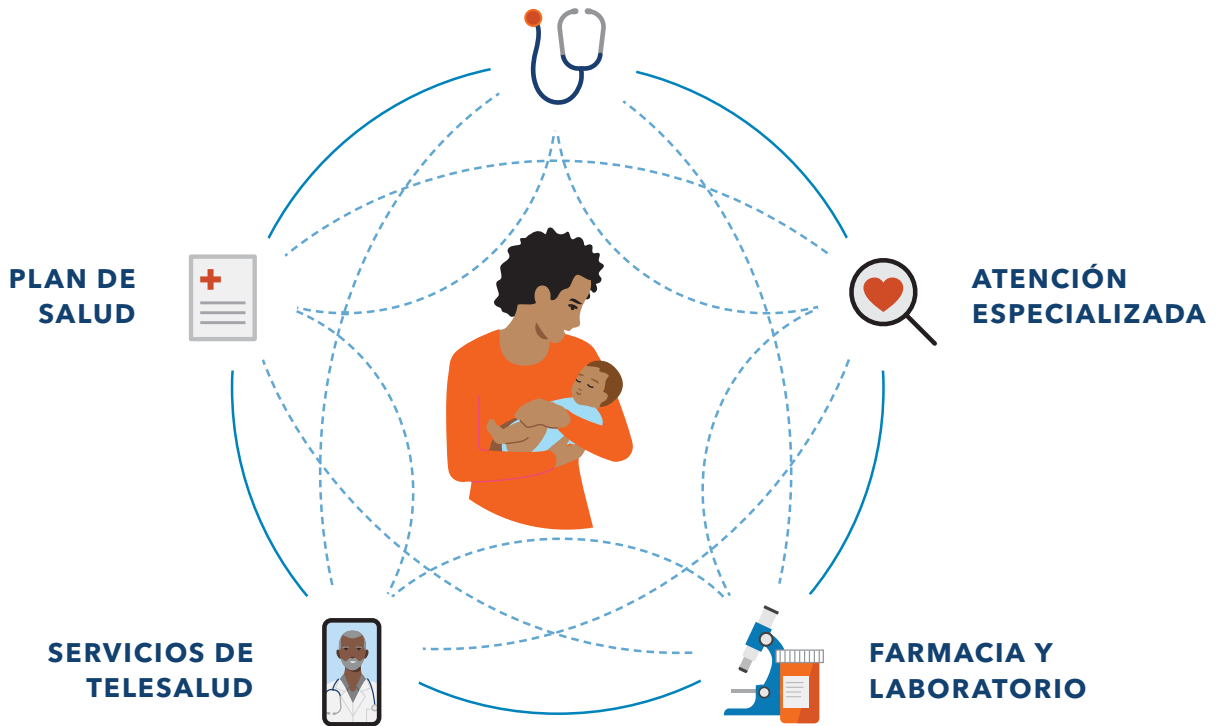 PLAN DE
SALUD
ATENCIÓN
ESPECIALIZADA
SERVICIOS DE
TELESALUD
FARMACIA Y
LABORATORIO